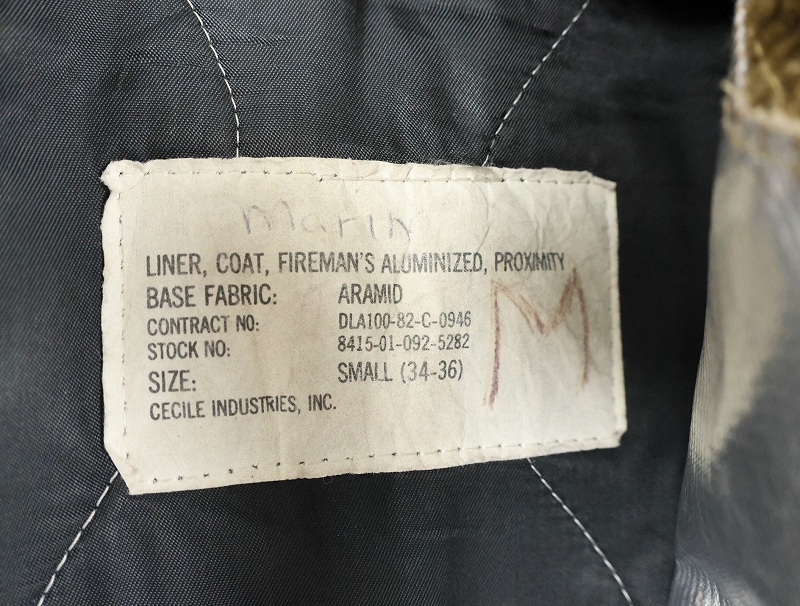 Marin
LINER, COAT, FIREMAN'S ALUMINIZED, PROXIMITY
BASE FABRIC: ARAMID
CONTRACT NO: DLA100-82-C-0946
STOCK NO: 8415-01-092-5282
SIZE: SMALL (34-36)
M
CECILE INDUSTRIES, INC.